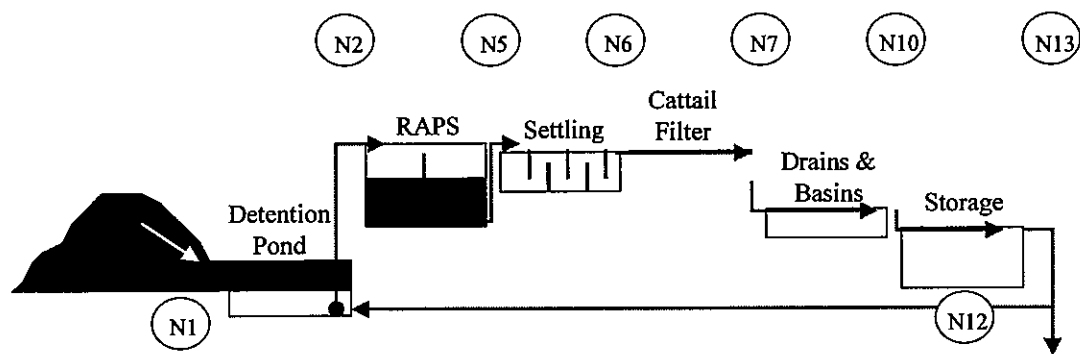 N2
N5
N6
N7
N10
N13
RAPS
Settling
Cattail
Filter
Drains &
Basins
Storage
Detention
Pond
N1
N12